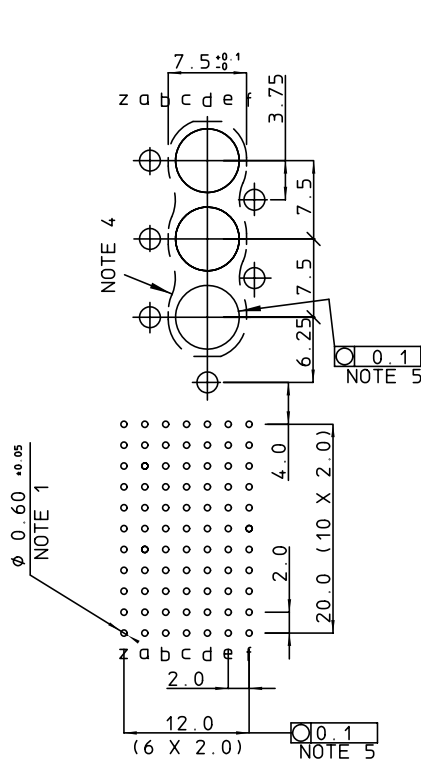 7.5 +0.1 -0
3.75
z a b c d e f
7.5
NOTE 4
7.5
6.25
0.1
NOTE 5
4.0
20.0 (10 X 2.0)
ϕ 0.60 ±0.05
NOTE 1
2.0
z a b c d e f
2.0
12.0
(6 X 2.0)
0.1
NOTE 5